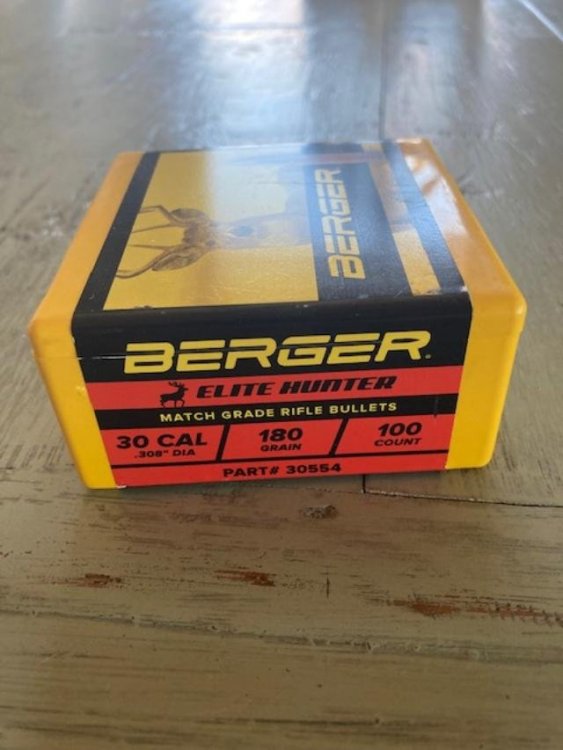 BERGER
BERGER.
ELITE HUNTER
MATCH GRADE RIFLE BULLETS
30 CAL 180 100
.308" DIA GRAIN COUNT
PART# 30554